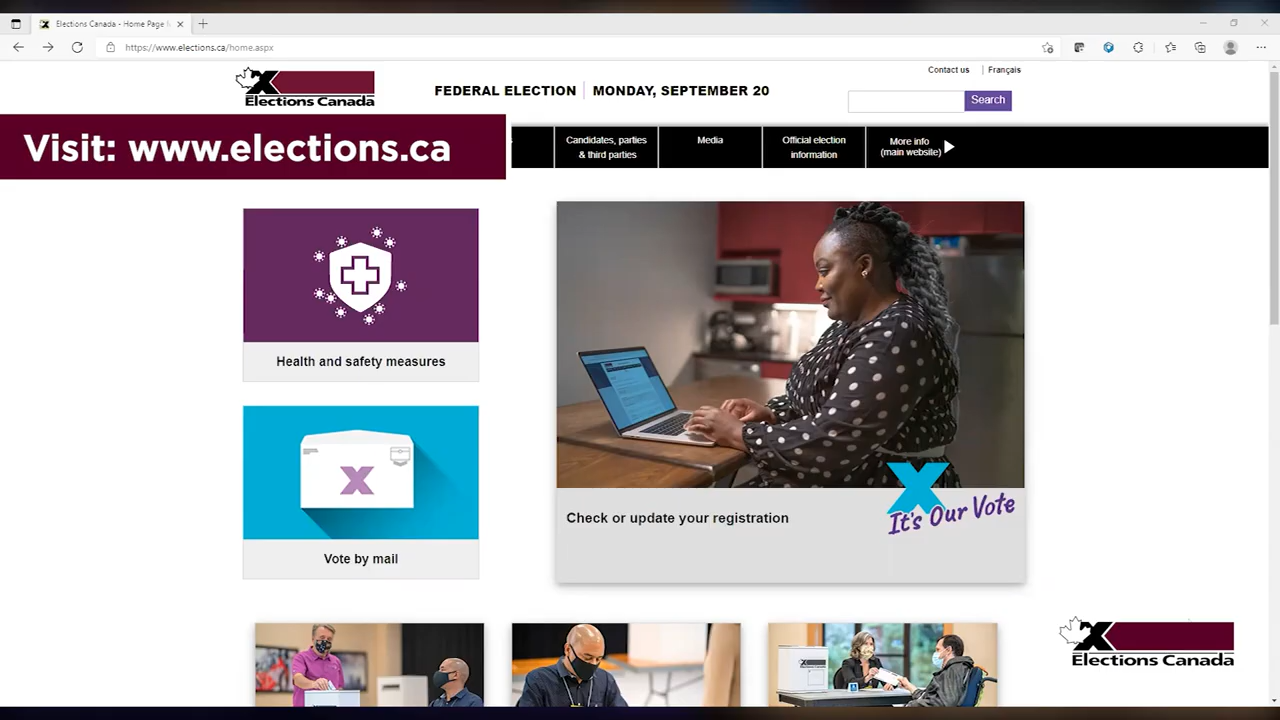 Elections Canada - Home Page
https://www.elections.ca/home.aspx
Contact us | Français
Elections Canada
FEDERAL ELECTION | MONDAY, SEPTEMBER 20
Search
Visit: www.elections.ca
Candidates, parties
& third parties
Media
Official election
information
More info
(main website)
Health and safety measures
Check or update your registration
It's Our Vote
Vote by mail
Elections Canada